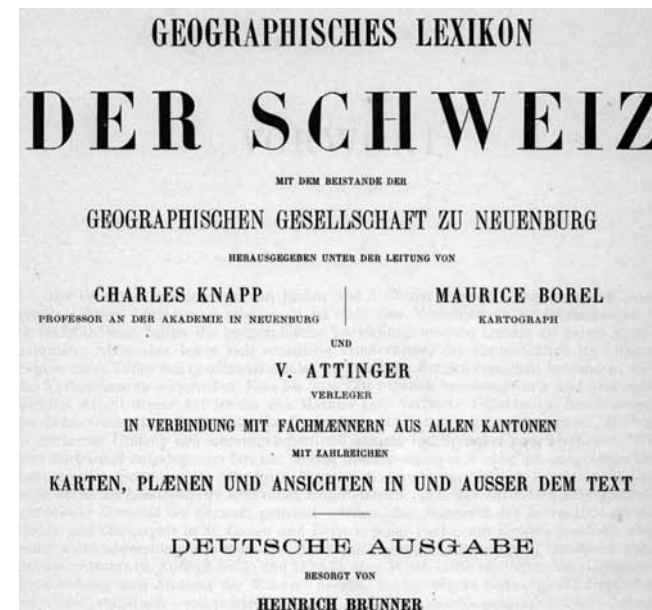 GEOGRAPHISCHES LEXIKON
DER SCHWEIZ
MIT DEM BEISTANDE DER
GEOGRAPHISCHEN GESELLSCHAFT ZU NEUENBURG
HERAUSGEGEBEN UNTER DER LEITUNG VON
CHARLES KNAPP
PROFESSOR AN DER AKADEMIE IN NEUENBURG
MAURICE BOREL
KARTOGRAPH
UND
V. ATTINGER
VERLEGER
IN VERBINDUNG MIT FACHMÆNNERN AUS ALLEN KANTONEN
MIT ZAHLREICHEN
KARTEN, PLÆNEN UND ANSICHTEN IN UND AUSSER DEM TEXT
DEUTSCHE AUSGABE
BESORGT VON
HEINRICH BRUNNER